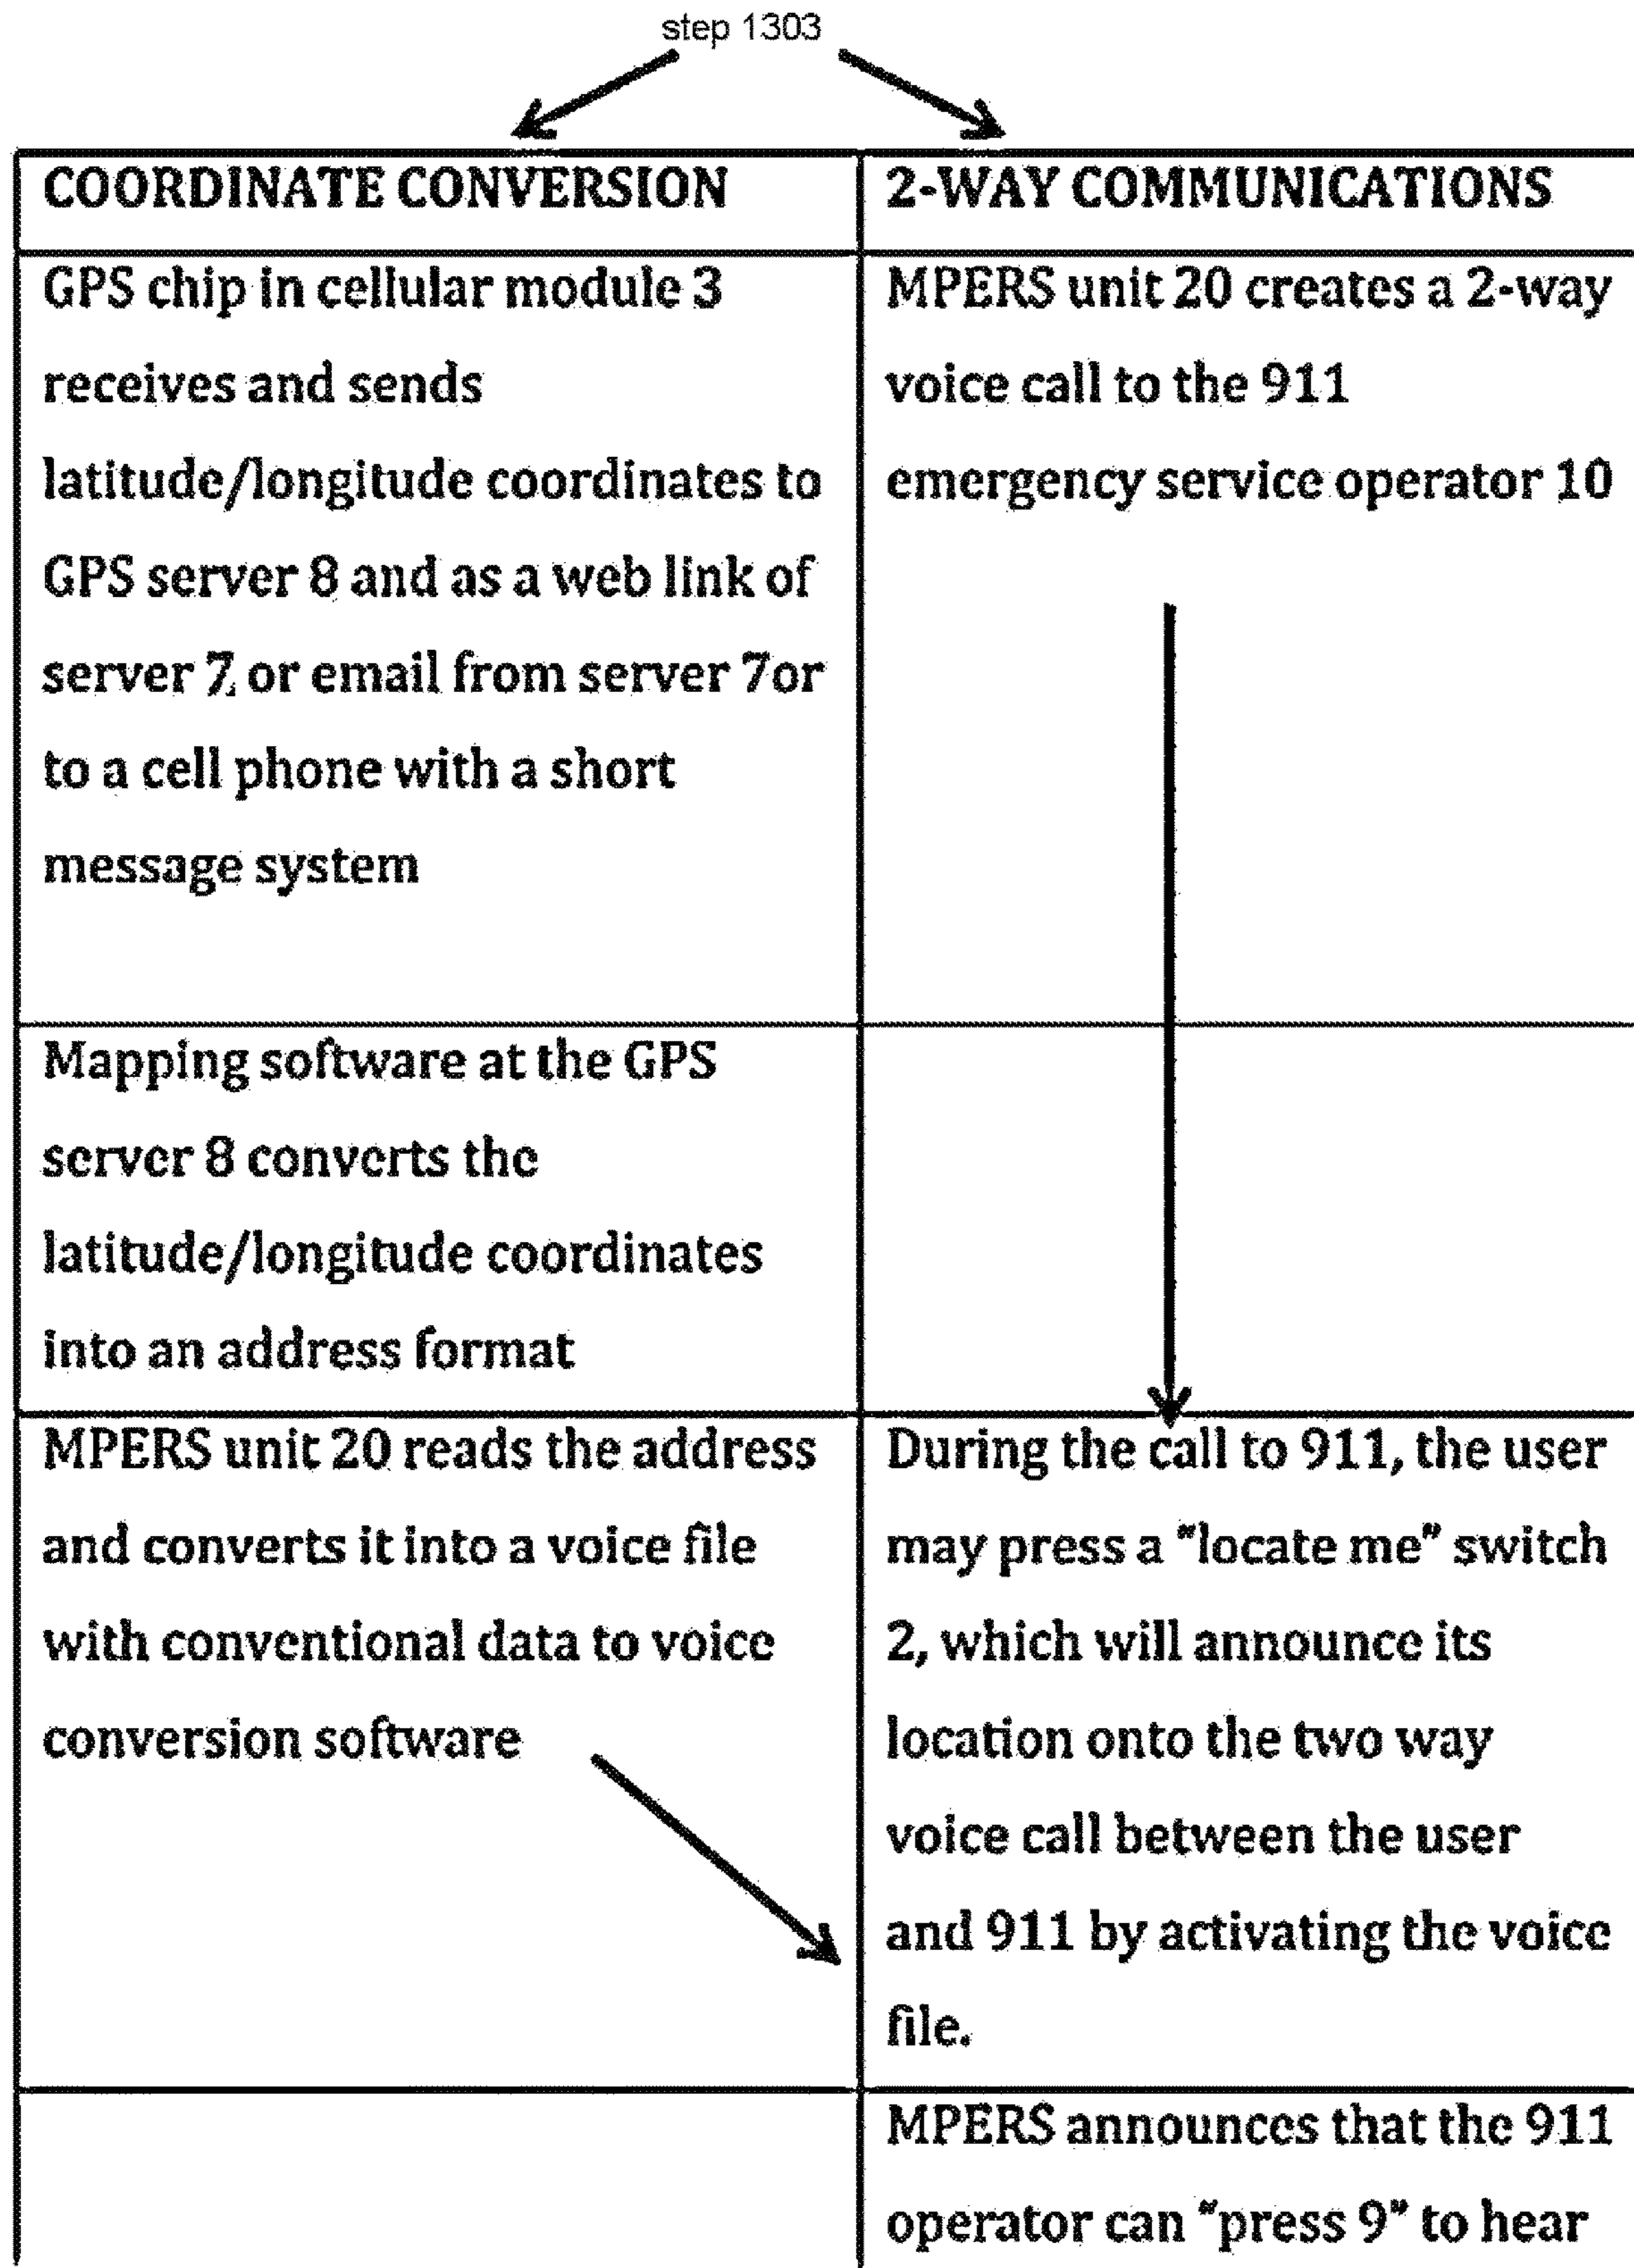 step 1303
COORDINATE CONVERSION
2-WAY COMMUNICATIONS
GPS chip in cellular module 3
receives and sends
latitude/longitude coordinates to
GPS server 8 and as a web link of
server 7, or email from server 7or
to a cell phone with a short
message system
MPERS unit 20 creates a 2-way
voice call to the 911
emergency service operator 10
Mapping software at the GPS
server 8 converts the
latitude/longitude coordinates
into an address format
MPERS unit 20 reads the address
and converts it into a voice file
with conventional data to voice
conversion software
During the call to 911, the user
may press a "locate me" switch
2, which will announce its
location onto the two way
voice call between the user
and 911 by activating the voice
file.
MPERS announces that the 911
operator can "press 9" to hear